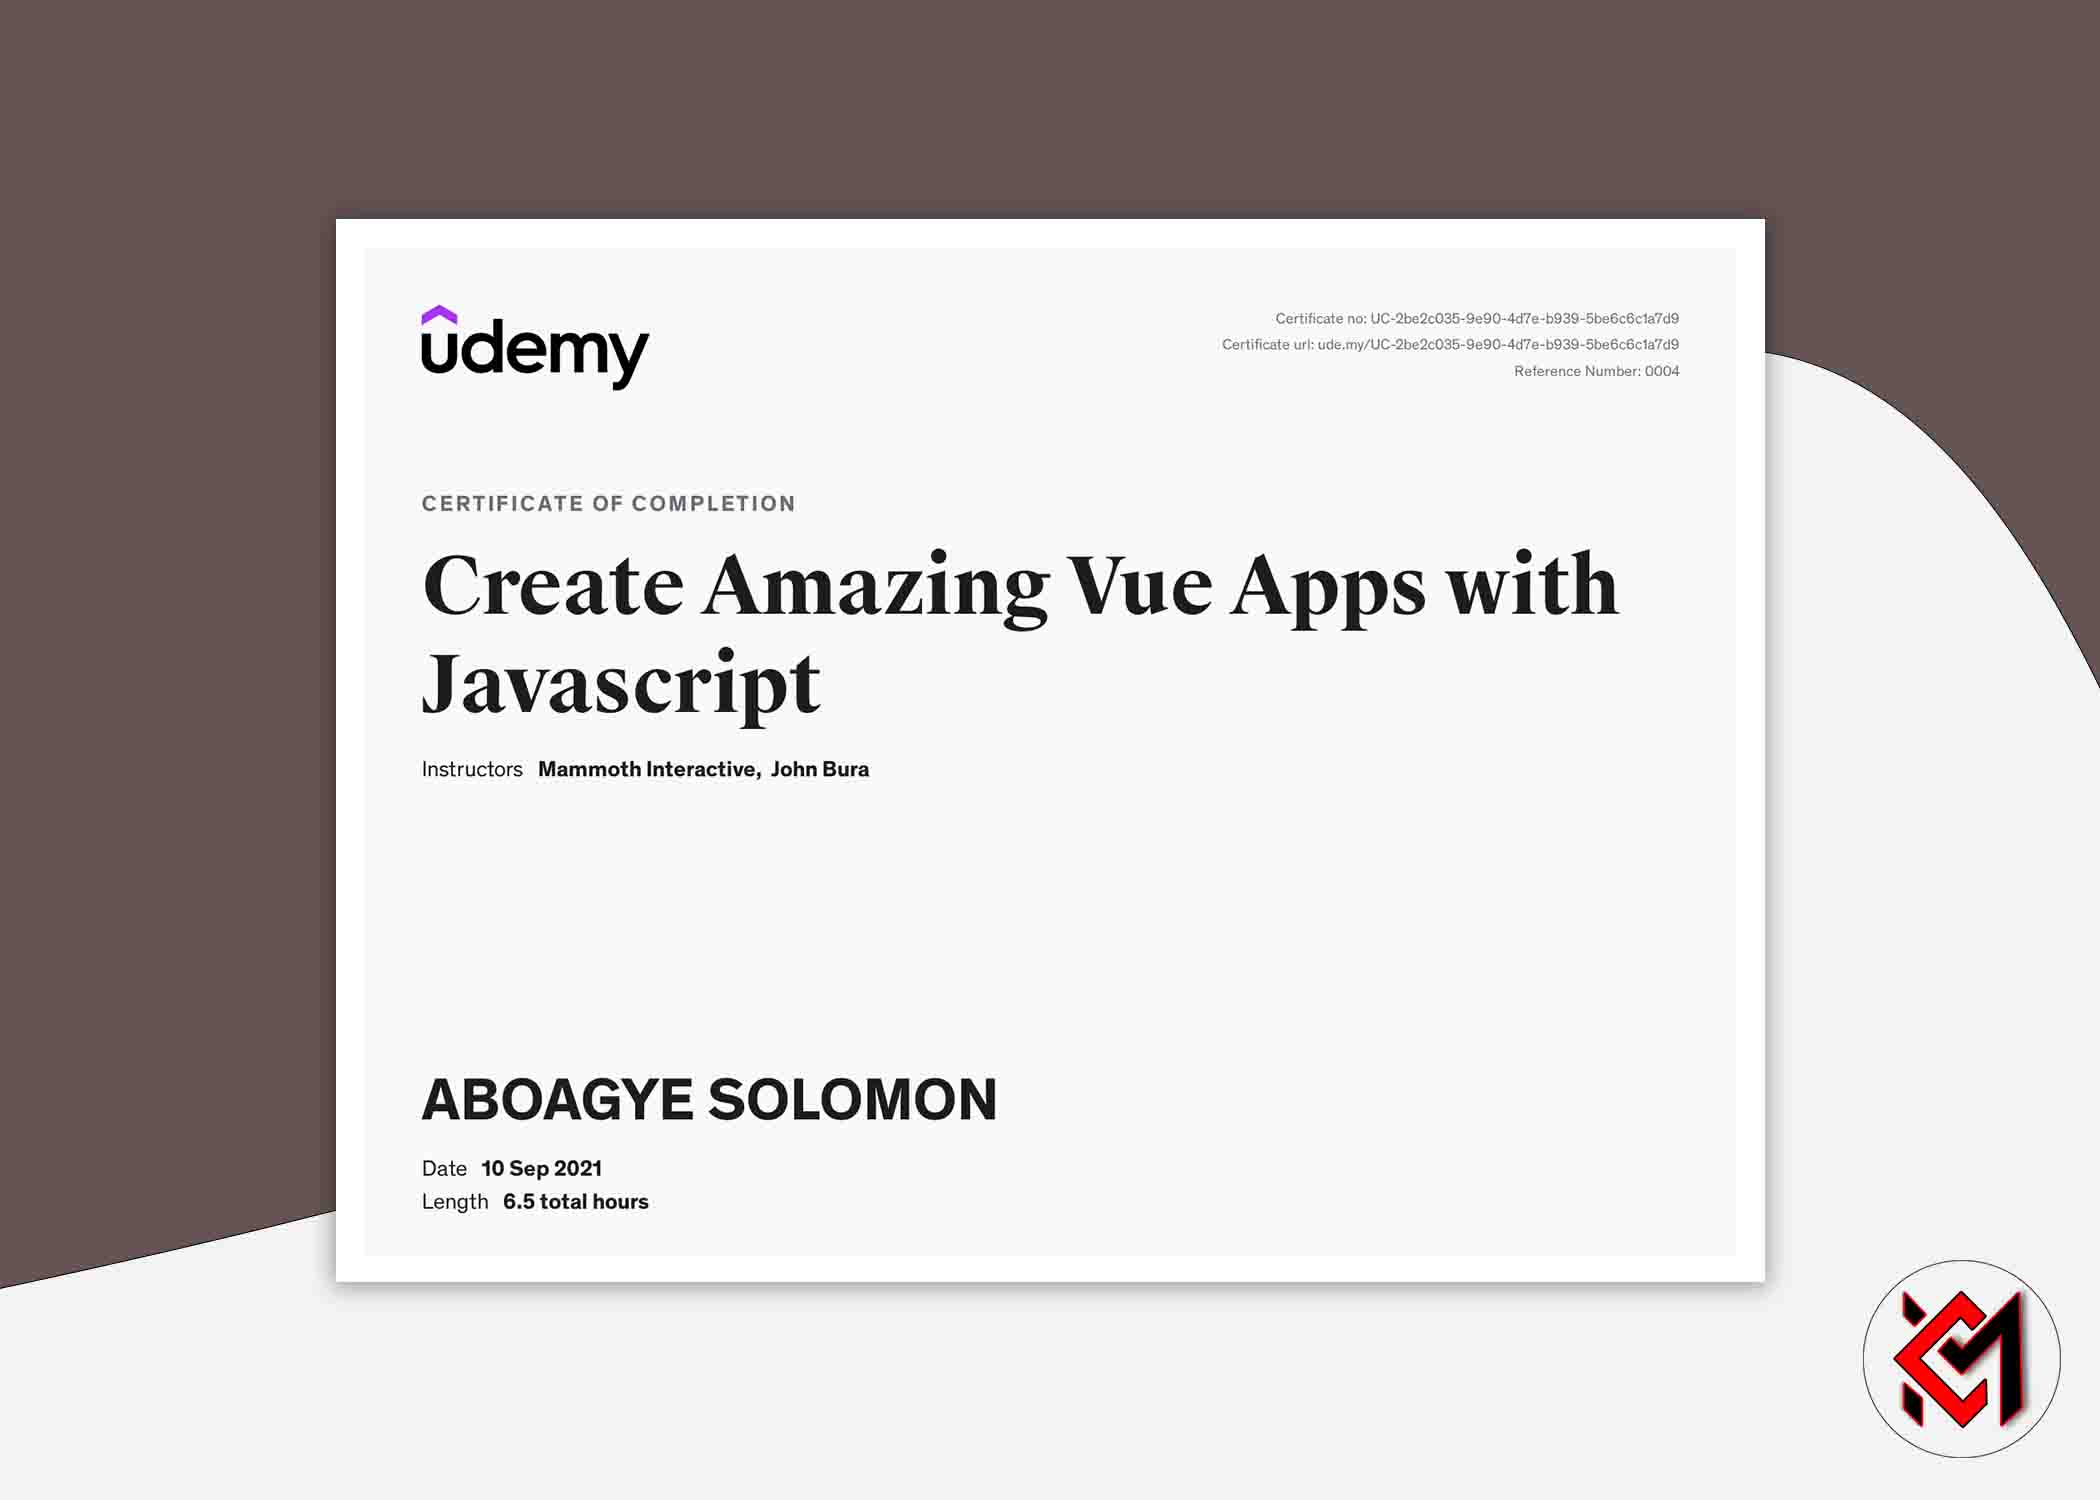 udemy
Certificate no: UC-2be2c035-9e90-4d7e-b939-5be6c6c1a7d9
Certificate url: ude.my/UC-2be2c035-9e90-4d7e-b939-5be6c6c1a7d9
Reference Number: 0004
CERTIFICATE OF COMPLETION
Create Amazing Vue Apps with
Javascript
Instructors Mammoth Interactive, John Bura
ABOAGYE SOLOMON
Date 10 Sep 2021
Length 6.5 total hours